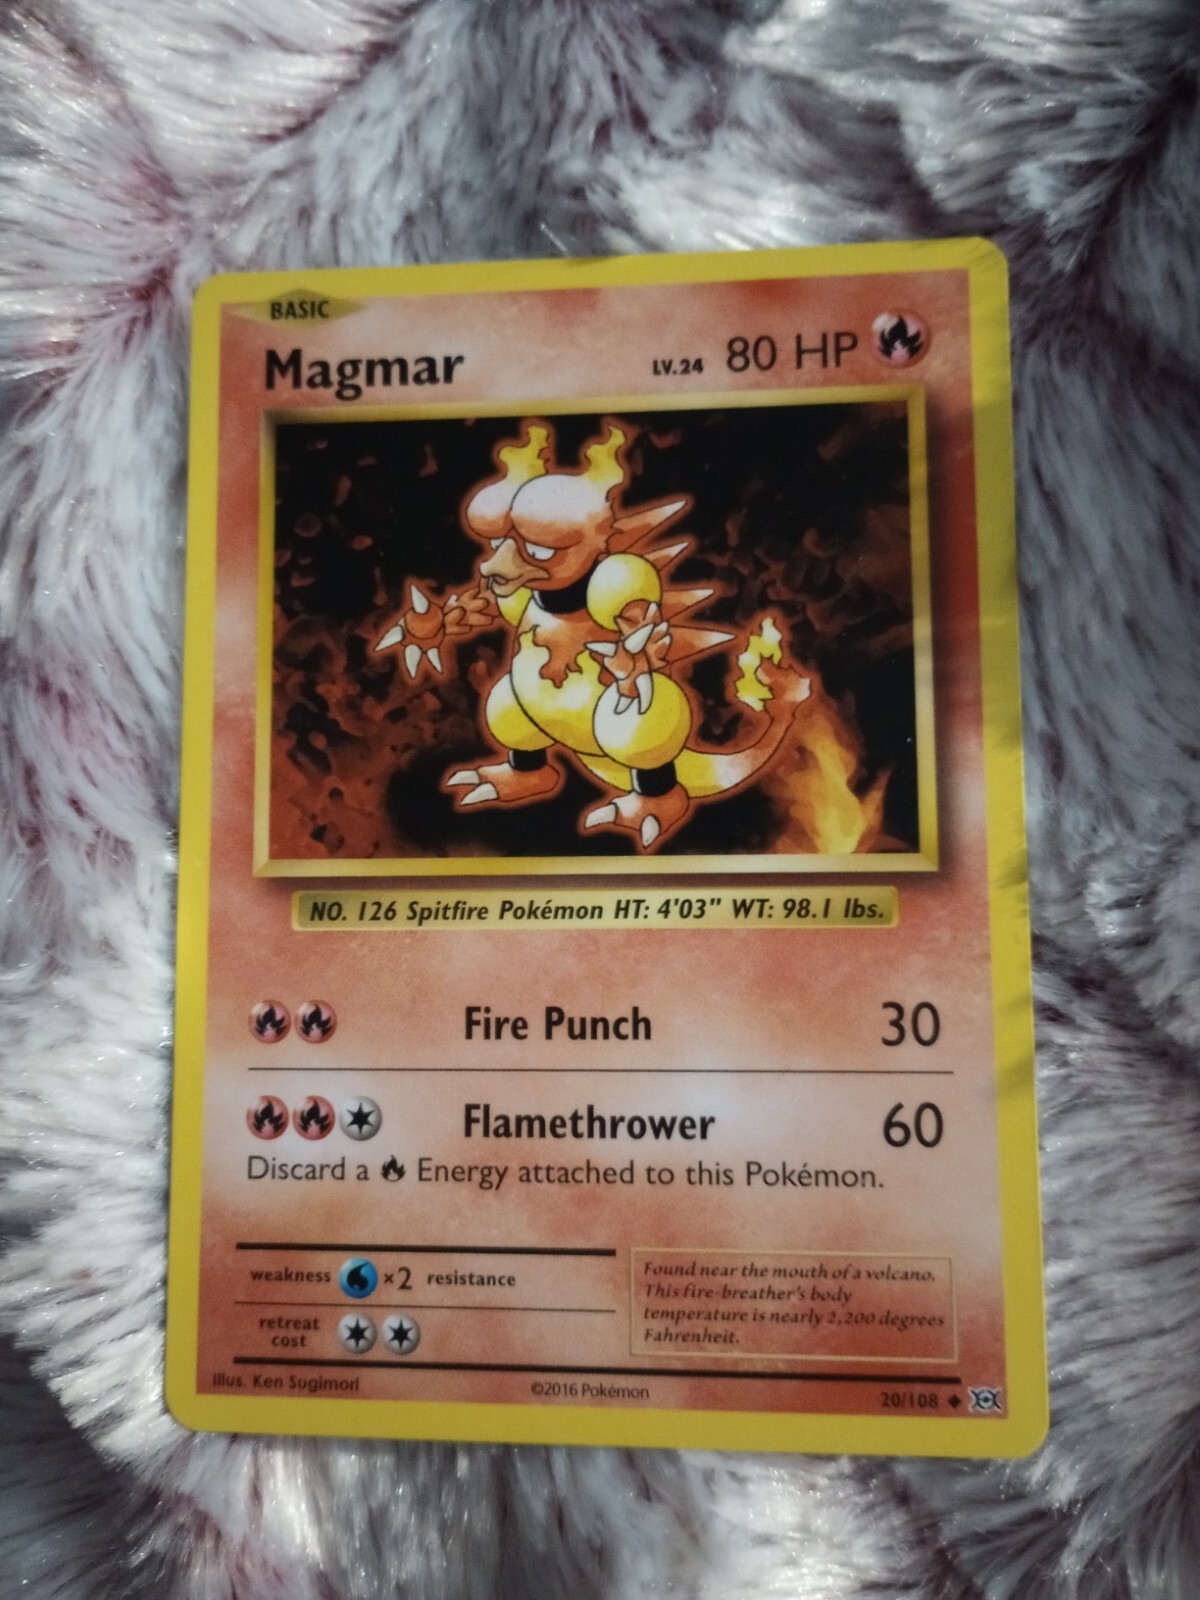 BASIC
Magmar LV.24 80 HP
NO. 126 Spitfire Pokémon HT: 4'03" WT: 98.1 lbs.
Fire Punch 30
Flamethrower 60
Discard a Energy attached to this Pokémon.
weakness ×2 resistance
retreat
cost
Found near the mouth of a volcano.
This fire-breather's body
temperature is nearly 2,200 degrees
Fahrenheit.
Illus. Ken Sugimori ©2016 Pokémon 20/108